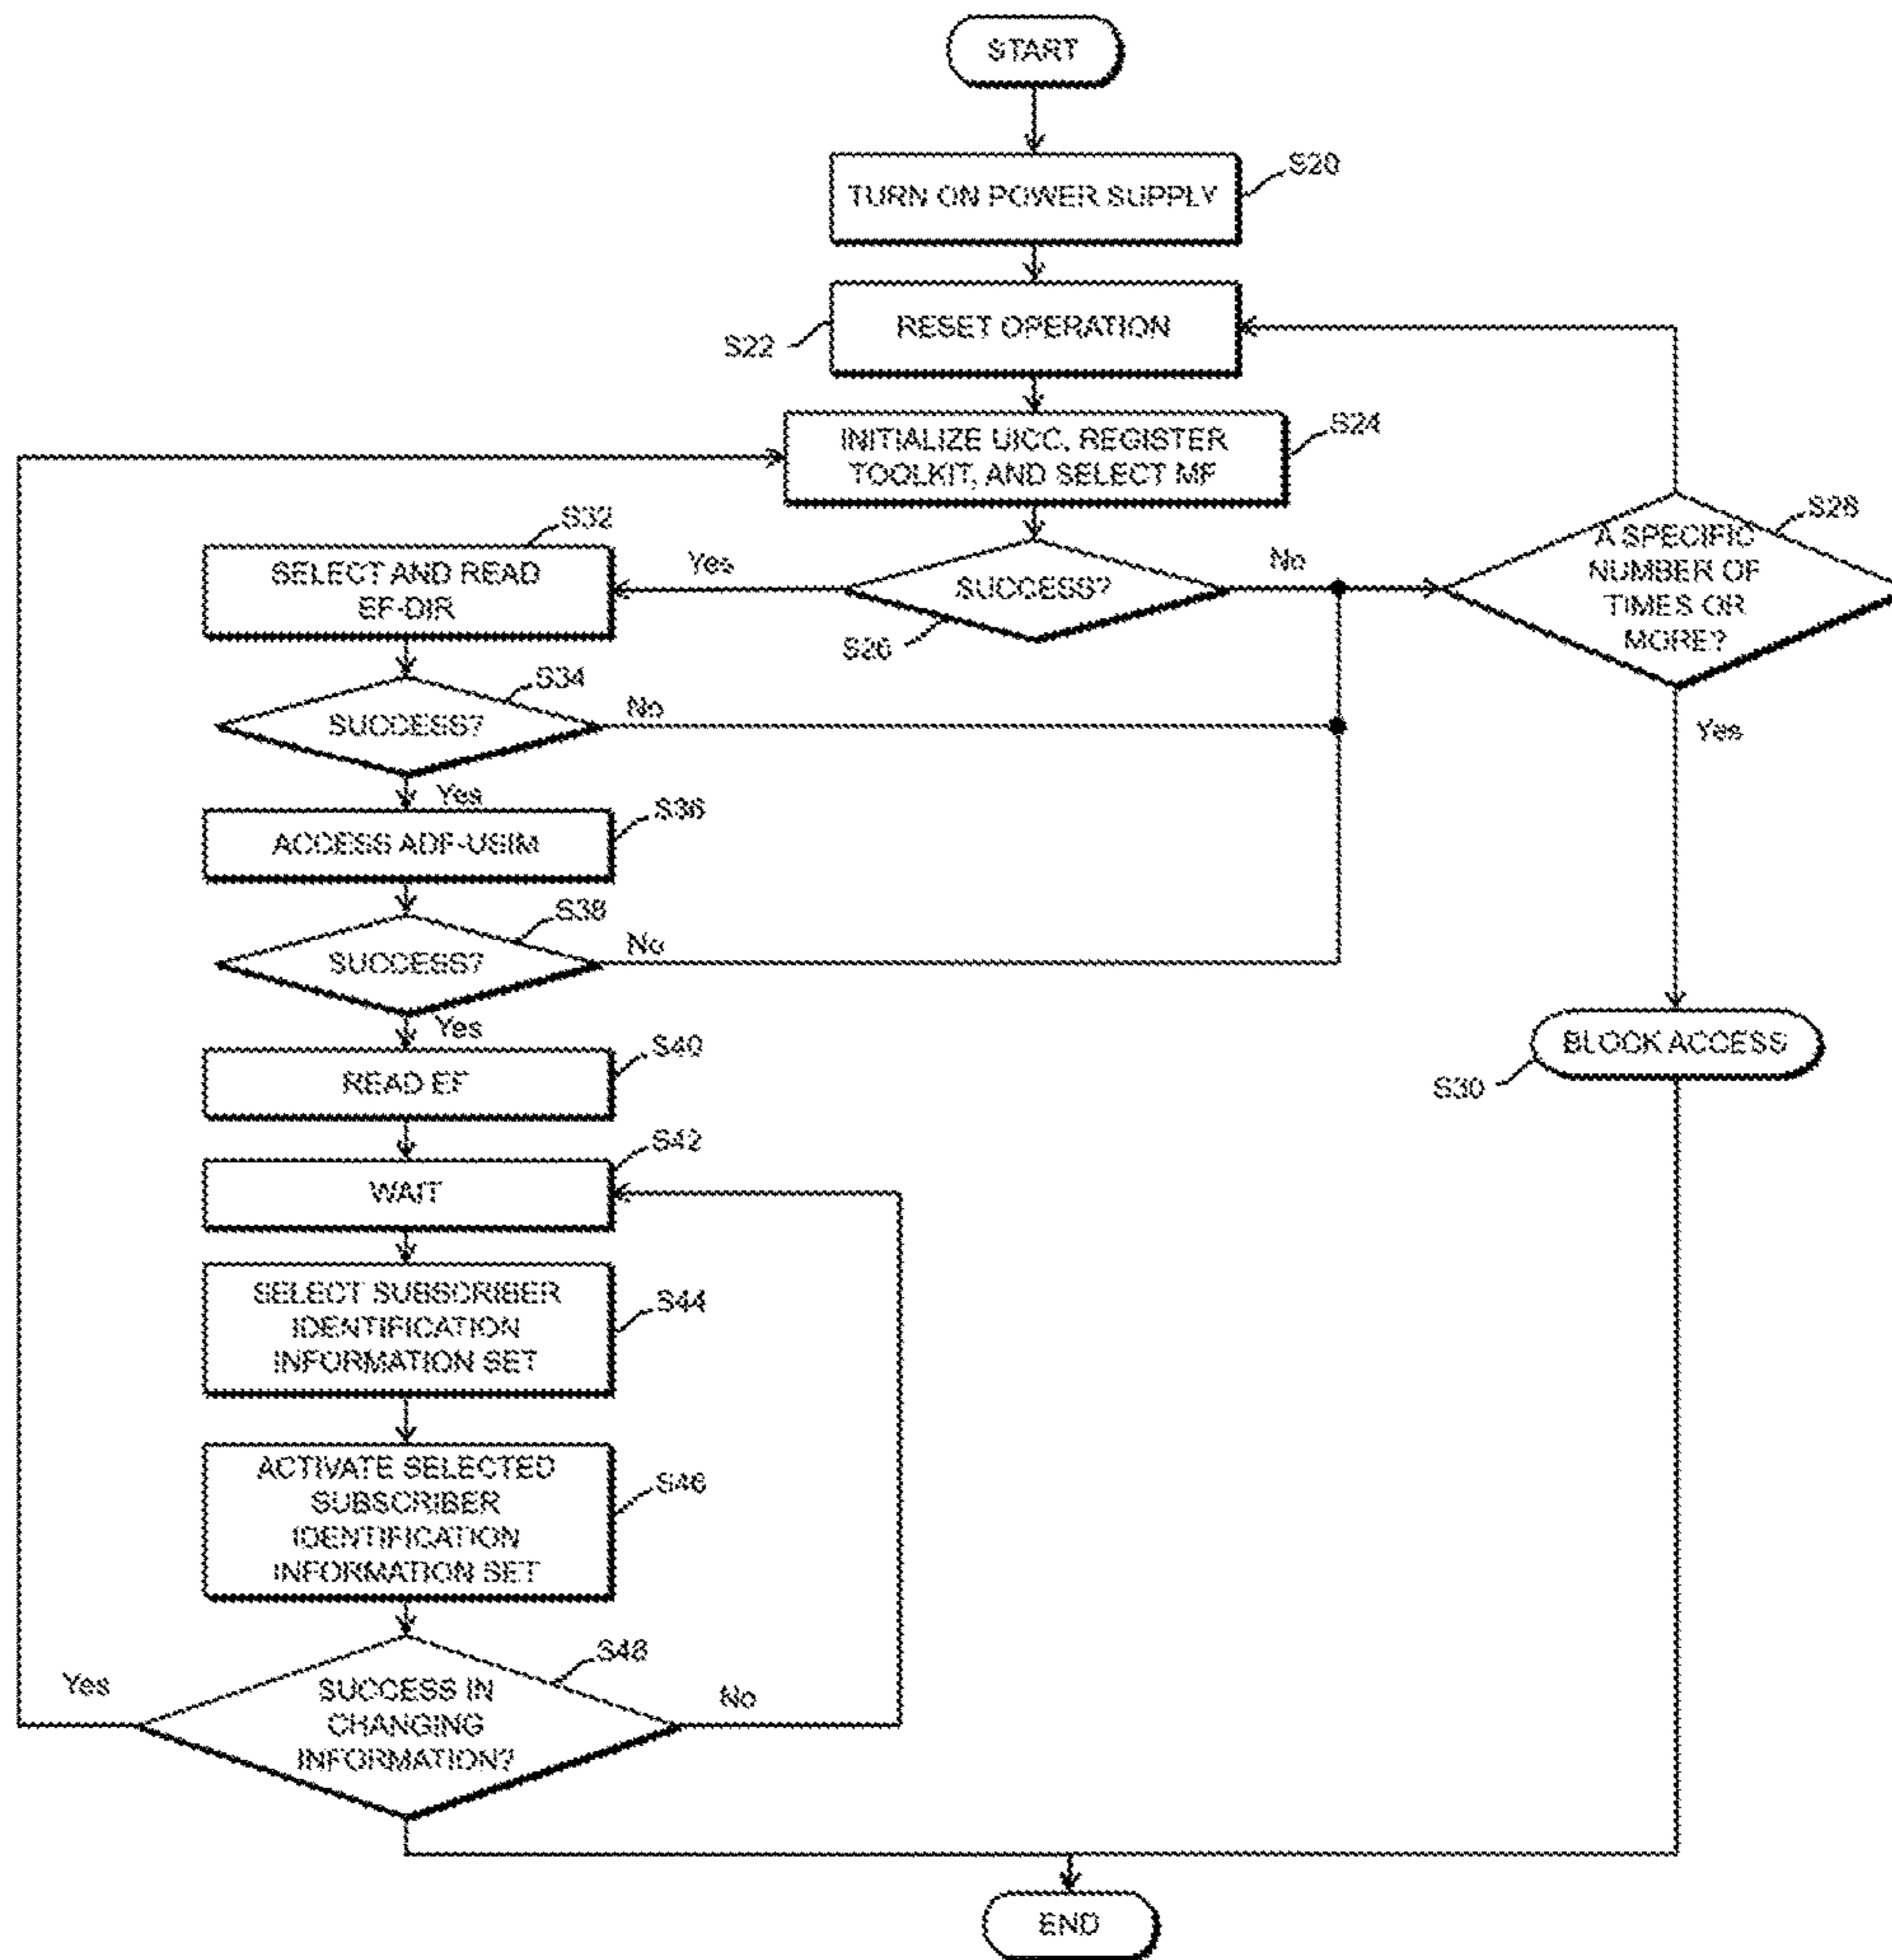 START
TURN ON POWER SUPPLY
S20
RESET OPERATION
S22
INITIALIZE UICC, REGISTER
TOOLKIT, AND SELECT MF
S24
SUCCESS?
S26
Yes
No
A SPECIFIC
NUMBER OF
TIMES OR
MORE?
S28
Yes
BLOCK ACCESS
S30
SELECT AND READ
EF-DIR
S32
SUCCESS?
S34
No
Yes
ACCESS ADF-USIM
S36
SUCCESS?
S38
No
Yes
READ EF
S40
WAIT
S42
SELECT SUBSCRIBER
IDENTIFICATION
INFORMATION SET
S44
ACTIVATE SELECTED
SUBSCRIBER
IDENTIFICATION
INFORMATION SET
S46
SUCCESS IN
CHANGING
INFORMATION?
S48
Yes
No
END